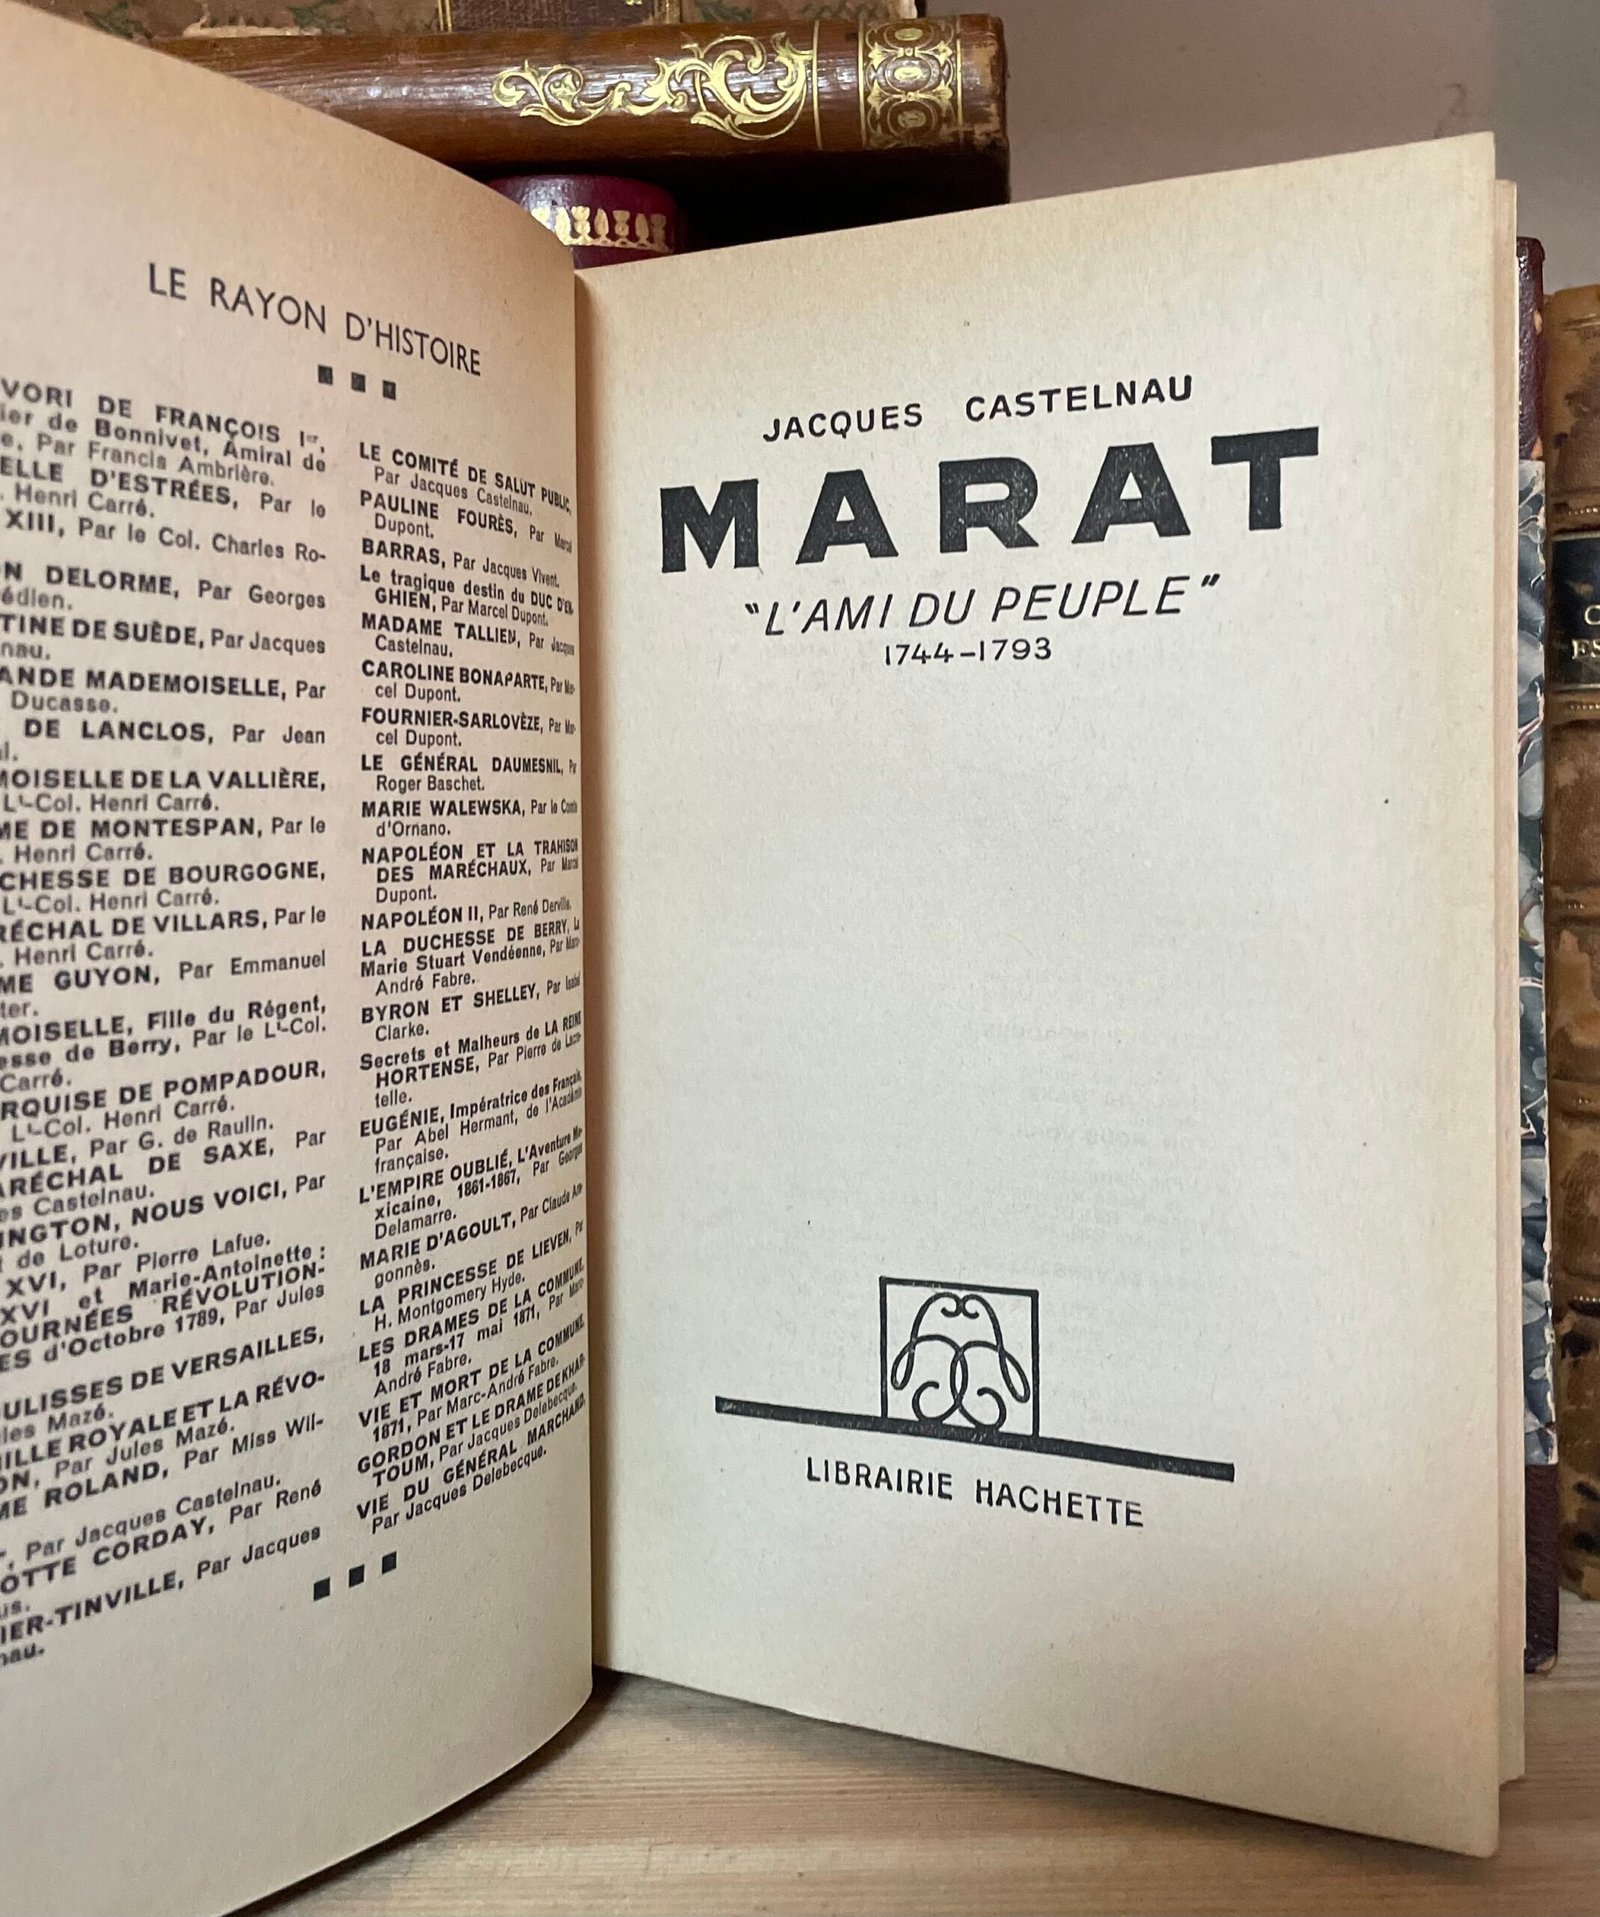 LE RAYON D'HISTOIRE
VORI DE FRANÇOIS Ier,
ier de Bonnivet, Amiral de
e, Par Francis Ambrière.
ELLE D'ESTRÉES, Par le
. Henri Carré.
XIII, Par le Col. Charles Ro-
N DELORME, Par Georges
édien.
TINE DE SUÈDE, Par Jacques
nau.
ANDE MADEMOISELLE, Par
Ducasse.
DE LANCLOS, Par Jean
l.
MOISELLE DE LA VALLIÈRE,
Lt-Col. Henri Carré.
ME DE MONTESPAN, Par le
. Henri Carré.
CHESSE DE BOURGOGNE,
Lt-Col. Henri Carré.
RÉCHAL DE VILLARS, Par le
. Henri Carré.
ME GUYON, Par Emmanuel
ter.
MOISELLE, Fille du Régent,
esse de Berry, Par le Lt-Col.
Carré.
RQUISE DE POMPADOUR,
Lt-Col. Henri Carré.
VILLE, Par G. de Raulin.
ARÉCHAL DE SAXE, Par
es Castelnau.
INGTON, NOUS VOICI, Par
t de Loture.
XVI, Par Pierre Lafue.
XVI et Marie-Antoinette :
OURNÉES RÉVOLUTION-
ES d'Octobre 1789, Par Jules
ULISSES DE VERSAILLES,
les Mazé.
ILLE ROYALE ET LA RÉVO-
ON, Par Jules Mazé.
ME ROLAND, Par Miss Wil-
, Par Jacques Castelnau.
OTTE CORDAY, Par René
us.
IER-TINVILLE, Par Jacques
nau.
LE COMITÉ DE SALUT PUBLIC,
Par Jacques Castelnau.
PAULINE FOURÈS, Par Marcel
Dupont.
BARRAS, Par Jacques Vivent.
Le tragique destin du DUC D'EN-
GHIEN, Par Marcel Dupont.
MADAME TALLIEN, Par Jacques
Castelnau.
CAROLINE BONAPARTE, Par Mar-
cel Dupont.
FOURNIER-SARLOVÈZE, Par Mar-
cel Dupont.
LE GÉNÉRAL DAUMESNIL, Par
Roger Baschet.
MARIE WALEWSKA, Par le Comte
d'Ornano.
NAPOLÉON ET LA TRAHISON
DES MARÉCHAUX, Par Marcel
Dupont.
NAPOLÉON II, Par René Derville.
LA DUCHESSE DE BERRY, La
Marie Stuart Vendéenne, Par Marc-
André Fabre.
BYRON ET SHELLEY, Par Isabel
Clarke.
Secrets et Malheurs de LA REINE
HORTENSE, Par Pierre de Lacre-
telle.
EUGÉNIE, Impératrice des Français,
Par Abel Hermant, de l'Académie
française.
L'EMPIRE OUBLIÉ, L'Aventure Me-
xicaine, 1861-1867, Par Georges
Delamarre.
MARIE D'AGOULT, Par Claude Ara-
gonnès.
LA PRINCESSE DE LIEVEN, Par
H. Montgomery Hyde.
LES DRAMES DE LA COMMUNE,
18 mars-17 mai 1871, Par Marc-
André Fabre.
VIE ET MORT DE LA COMMUNE,
1871, Par Marc-André Fabre.
GORDON ET LE DRAME DE KHAR-
TOUM, Par Jacques Delebecque.
VIE DU GÉNÉRAL MARCHAND,
Par Jacques Delebecque.
JACQUES CASTELNAU
MARAT
"L'AMI DU PEUPLE"
1744-1793
LIBRAIRIE HACHETTE